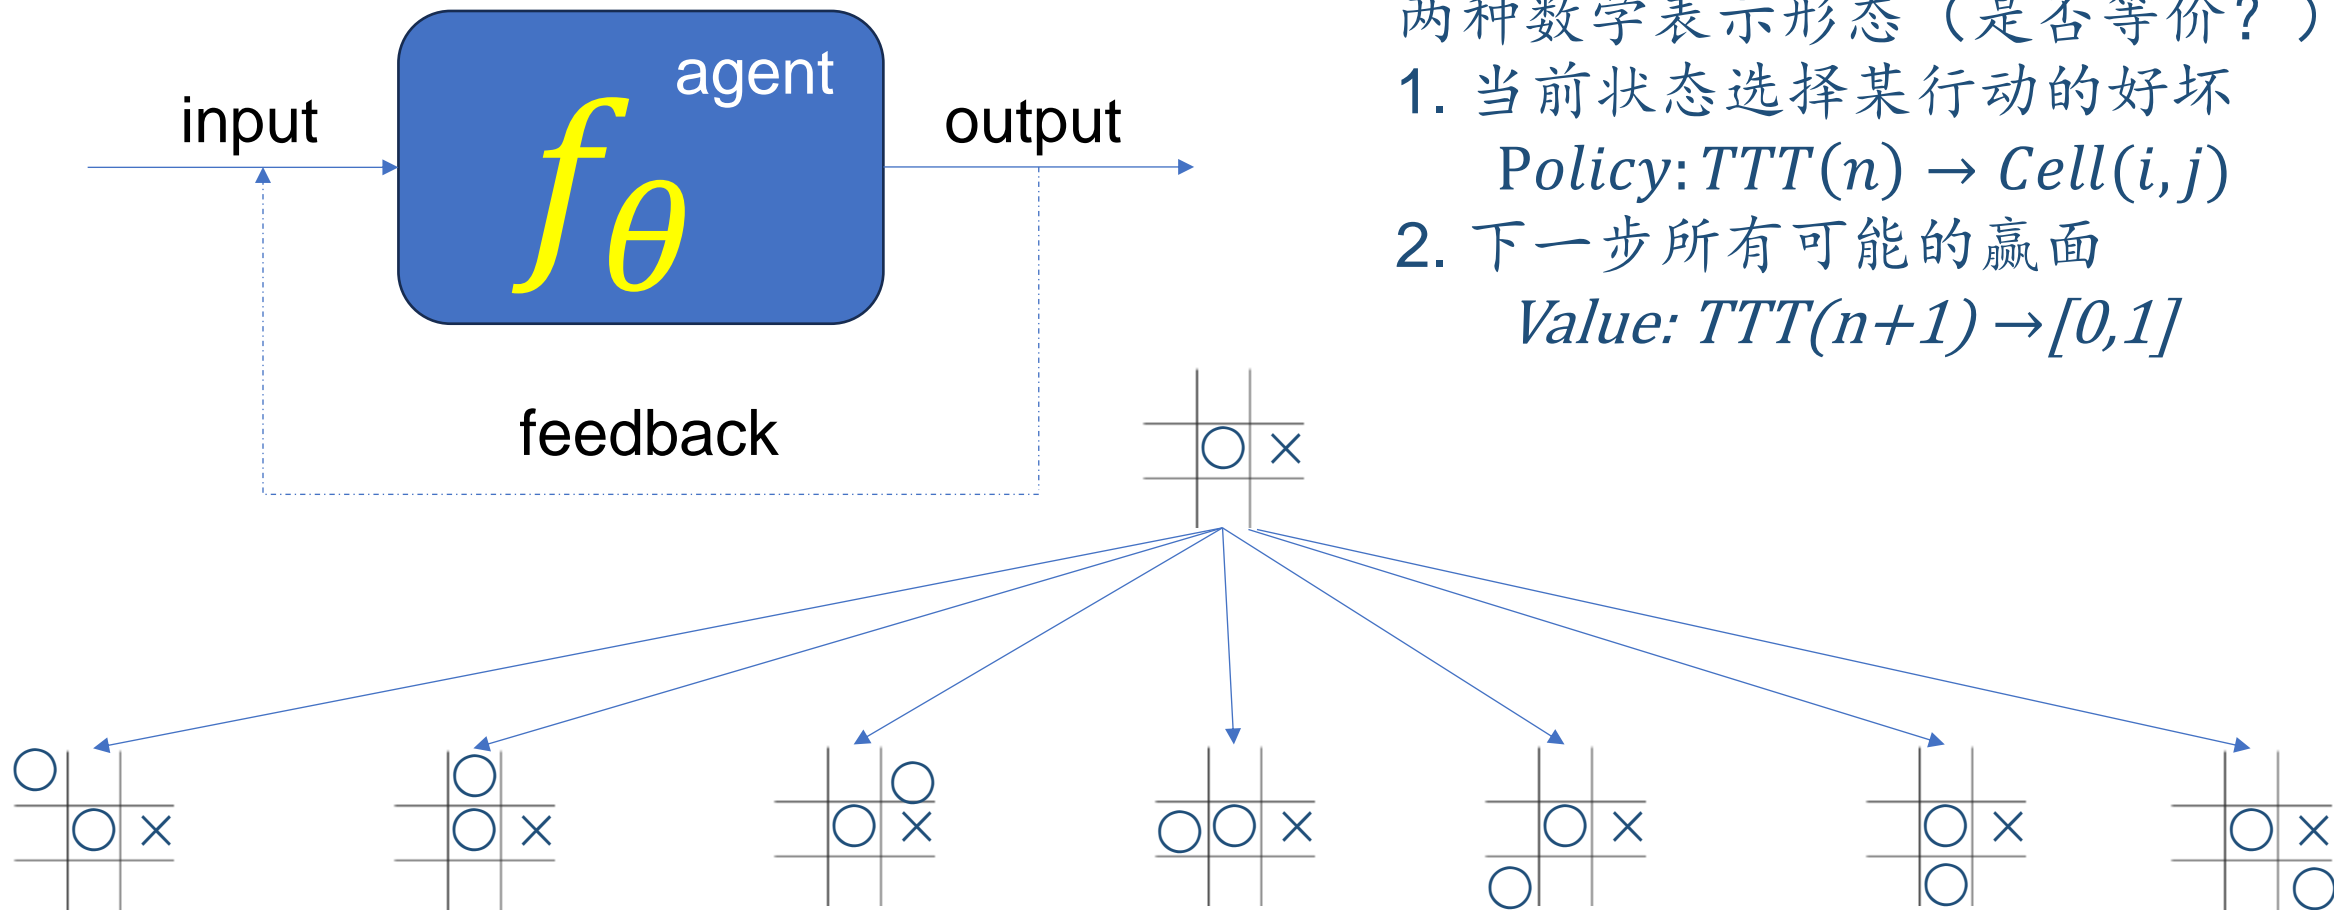 agent
input
f_θ
output
feedback
两种数学表示形态（是否等价？）
1. 当前状态选择某行动的好坏
Policy: TTT(n) → Cell(i, j)
2. 下一步所有可能的赢面
Value: TTT(n+1) →[0,1]